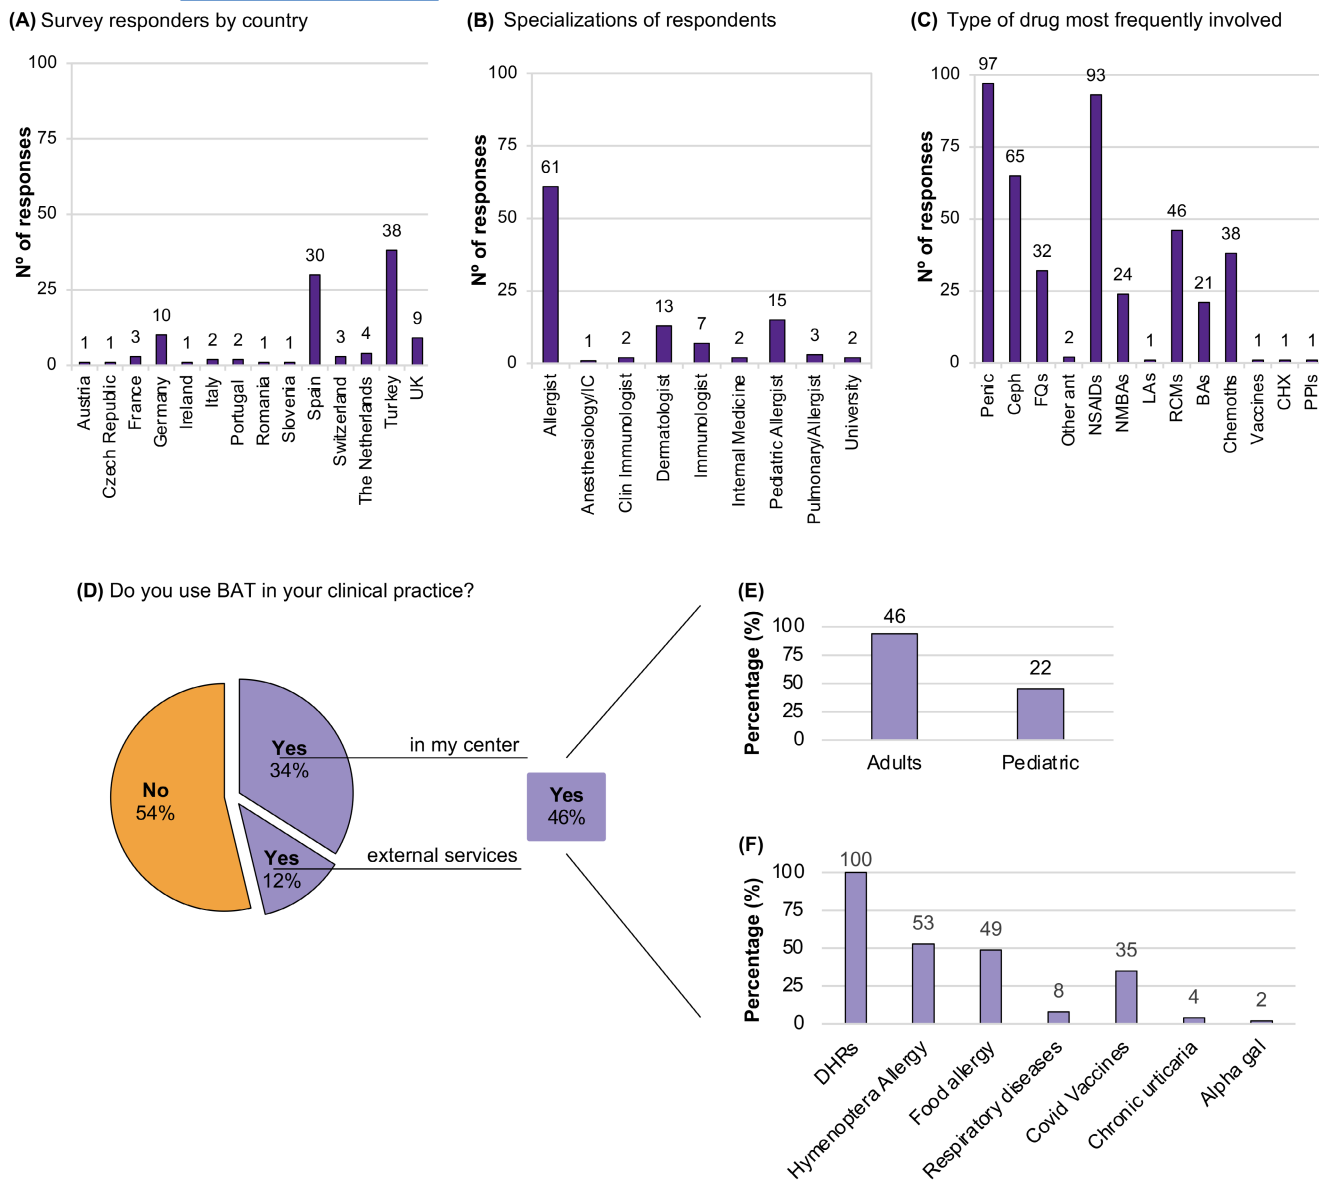 (A) Survey responders by country
100
75
50
25
0
Nº of responses
1 1 3 10 1 2 2 1 1 30 3 4 38 9
Austria
Czech Republic
France
Germany
Ireland
Italy
Portugal
Romania
Slovenia
Spain
Switzerland
The Netherlands
Turkey
UK
(B) Specializations of respondents
100
75
50
25
0
Nº of responses
61 1 2 13 7 2 15 3 2
Allergist
Anesthesiology/IC
Clin Immunologist
Dermatologist
Immunologist
Internal Medicine
Pediatric Allergist
Pulmonary/Allergist
University
(C) Type of drug most frequently involved
100
75
50
25
0
Nº of responses
97 65 32 2 93 24 1 46 21 38 1 1 1
Penic
Ceph
FQs
Other ant
NSAIDs
NMBAs
LAs
RCMs
BAs
Chemoths
Vaccines
CHX
PPIs
(D) Do you use BAT in your clinical practice?
No
54%
Yes
34%
in my center
Yes
12%
external services
Yes
46%
(E)
Percentage (%)
100
75
50
25
0
46 22
Adults Pediatric
(F)
Percentage (%)
100
75
50
25
0
100 53 49 8 35 4 2
DHRs
Hymenoptera Allergy
Food allergy
Respiratory diseases
Covid Vaccines
Chronic urticaria
Alpha gal